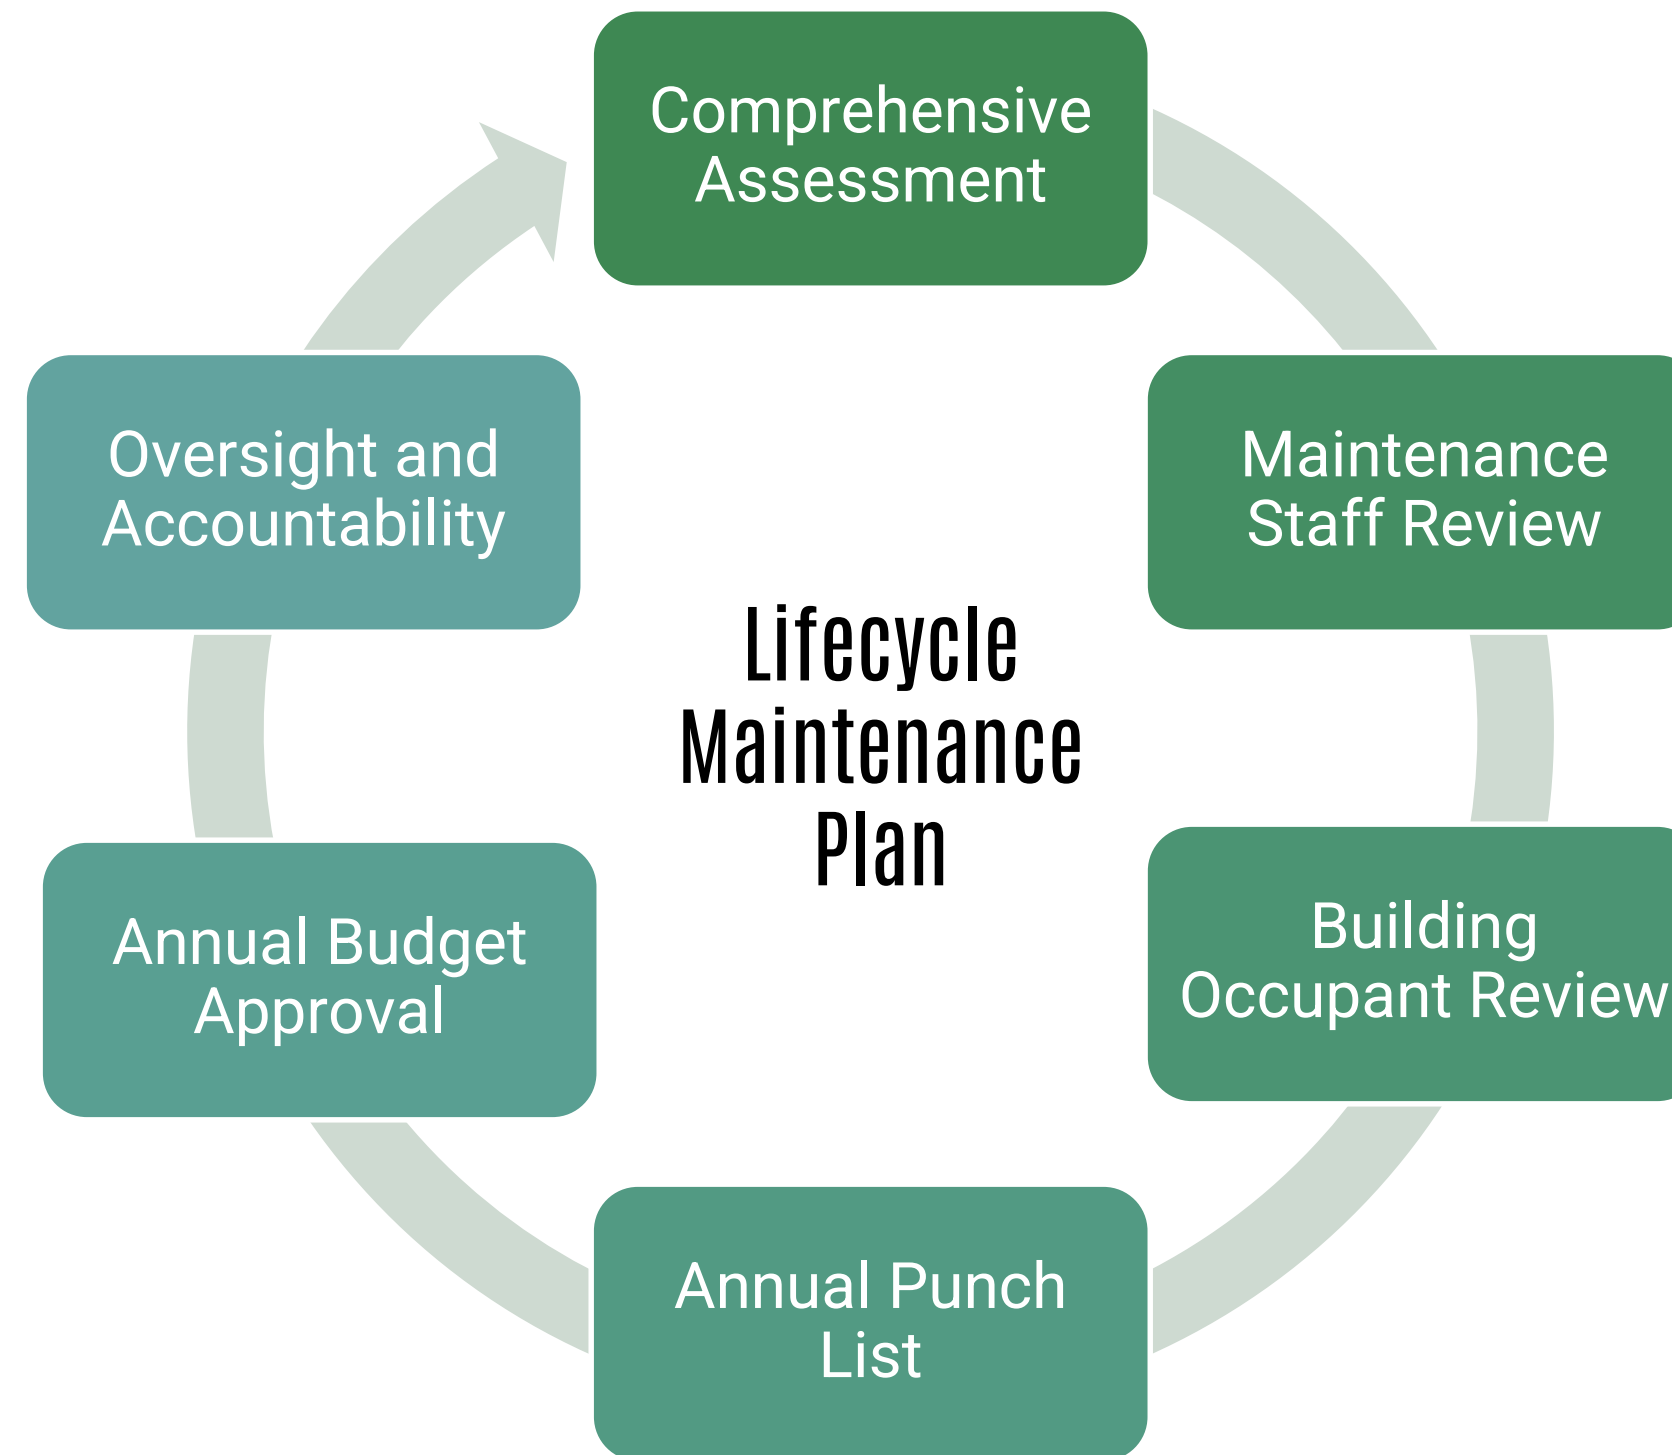 Comprehensive
Assessment
Maintenance
Staff Review
Building
Occupant Review
Annual Punch
List
Annual Budget
Approval
Oversight and
Accountability
Lifecycle
Maintenance
Plan